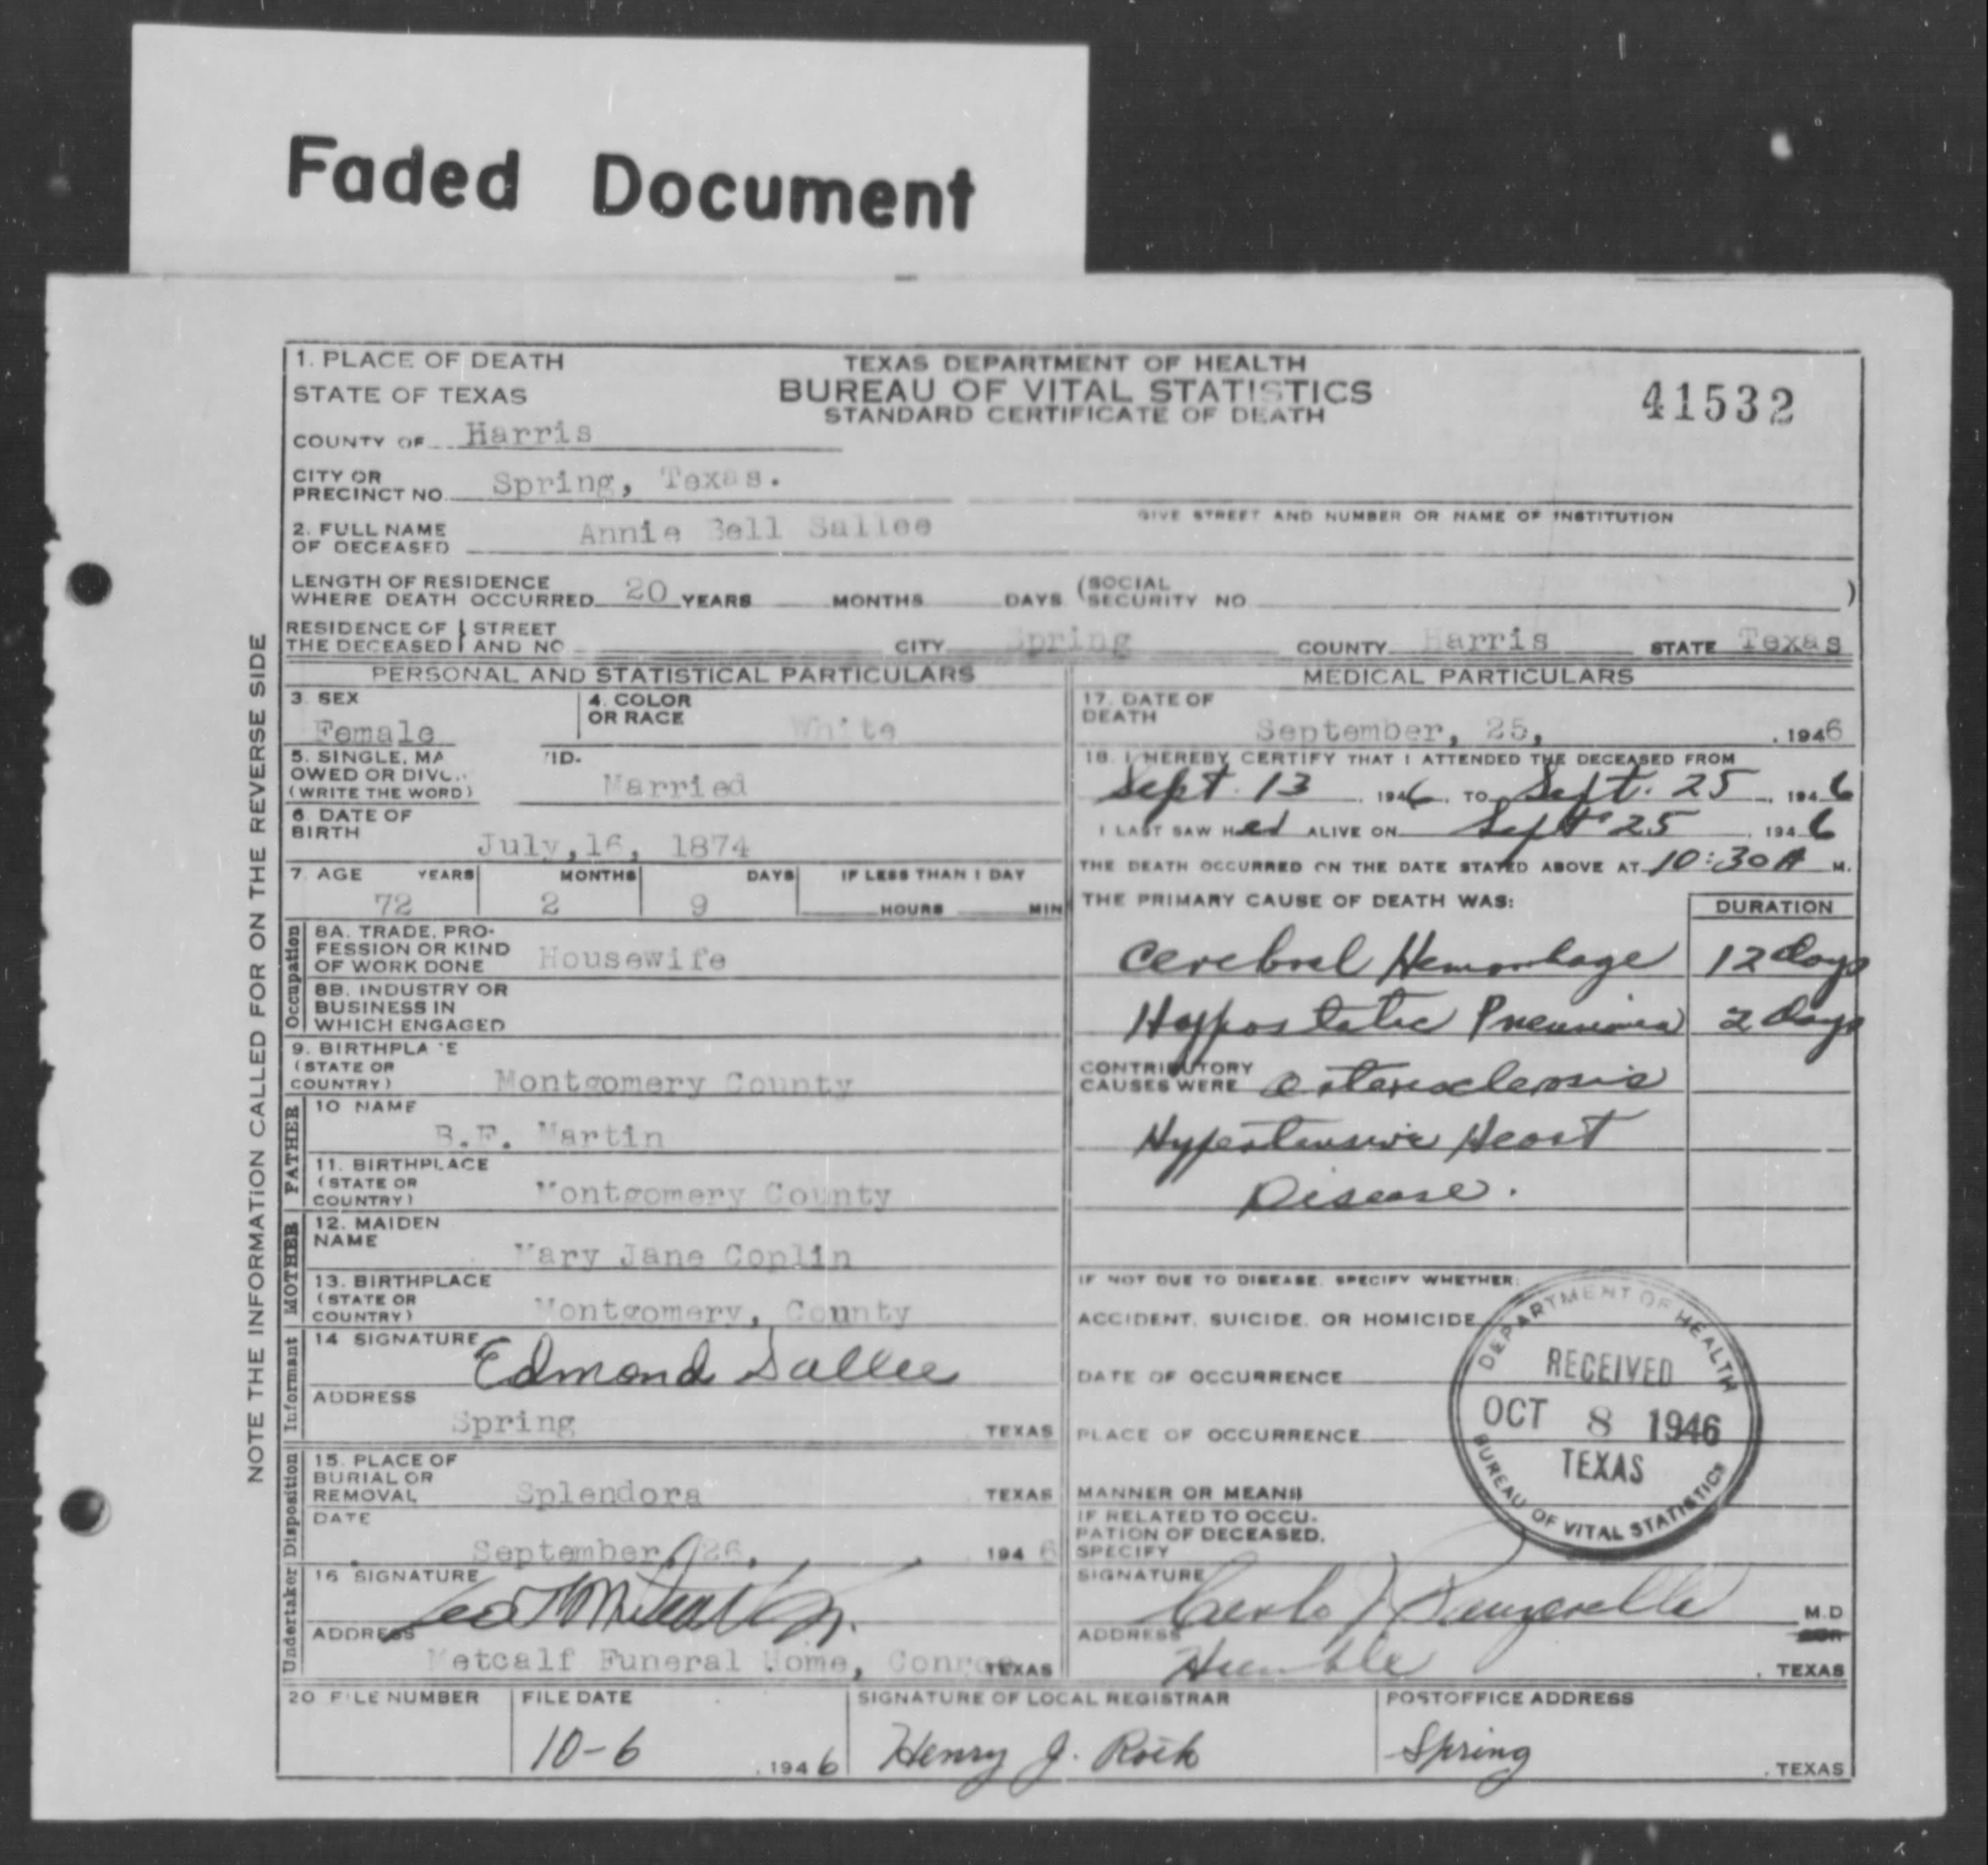 Faded Document
1. PLACE OF DEATH
STATE OF TEXAS
TEXAS DEPARTMENT OF HEALTH
BUREAU OF VITAL STATISTICS
STANDARD CERTIFICATE OF DEATH
41532
COUNTY OF Harris
CITY OR PRECINCT NO. Spring, Texas.
GIVE STREET AND NUMBER OR NAME OF INSTITUTION
2. FULL NAME OF DECEASED Annie Bell Sallee
LENGTH OF RESIDENCE WHERE DEATH OCCURRED 20 YEARS MONTHS DAYS (SOCIAL SECURITY NO. )
RESIDENCE OF THE DECEASED STREET AND NO. CITY Spring COUNTY Harris STATE Texas
NOTE THE INFORMATION CALLED FOR ON THE REVERSE SIDE
PERSONAL AND STATISTICAL PARTICULARS
3. SEX Female
4. COLOR OR RACE White
5. SINGLE, MA 'ID-
OWED OR DIVO..
(WRITE THE WORD) Married
6. DATE OF BIRTH July,16, 1874
7. AGE YEARS MONTHS DAYS IF LESS THAN 1 DAY
72 2 9 HOURS MIN
Occupation
8A. TRADE, PRO-
FESSION OR KIND
OF WORK DONE Housewife
8B. INDUSTRY OR
BUSINESS IN
WHICH ENGAGED
9. BIRTHPLA 'E
(STATE OR
COUNTRY) Montgomery County
FATHER
10 NAME B.F. Martin
11. BIRTHPLACE
(STATE OR
COUNTRY) Montgomery County
MOTHER
12. MAIDEN NAME Mary Jane Coplin
13. BIRTHPLACE
(STATE OR
COUNTRY) Montgomery, County
Informant
14 SIGNATURE Edmond Sallee
ADDRESS
Spring TEXAS
Disposition
15. PLACE OF
BURIAL OR
REMOVAL Splendora TEXAS
DATE
September 26, 1946
Undertaker
16 SIGNATURE
ADDRESS
Metcalf Funeral Home, Conroe TEXAS
MEDICAL PARTICULARS
17. DATE OF DEATH September, 25, . 1946
18. I HEREBY CERTIFY THAT I ATTENDED THE DECEASED FROM
Sept. 13 . 1946. TO Sept. 25 . 1946
I LAST SAW Her ALIVE ON Sept 25 . 1946
THE DEATH OCCURRED ON THE DATE STATED ABOVE AT 10:30 A M.
THE PRIMARY CAUSE OF DEATH WAS: DURATION
Cerebral Hemorrhage 12 days
Hypostatic Pneumonia 2 days
CONTRIBUTORY CAUSES WERE arteriosclerosis
Hypertensive Heart
Disease.
IF NOT DUE TO DISEASE, SPECIFY WHETHER:
ACCIDENT, SUICIDE, OR HOMICIDE
DATE OF OCCURRENCE
PLACE OF OCCURRENCE
MANNER OR MEANS
IF RELATED TO OCCU-
PATION OF DECEASED,
SPECIFY
DEPARTMENT OF HEALTH
RECEIVED
OCT 8 1946
TEXAS
BUREAU OF VITAL STATISTICS
SIGNATURE M.D
ADDRESS
Humble . TEXAS
20 FILE NUMBER FILE DATE SIGNATURE OF LOCAL REGISTRAR POSTOFFICE ADDRESS
10-6 . 1946 Henry J. Roth Spring . TEXAS